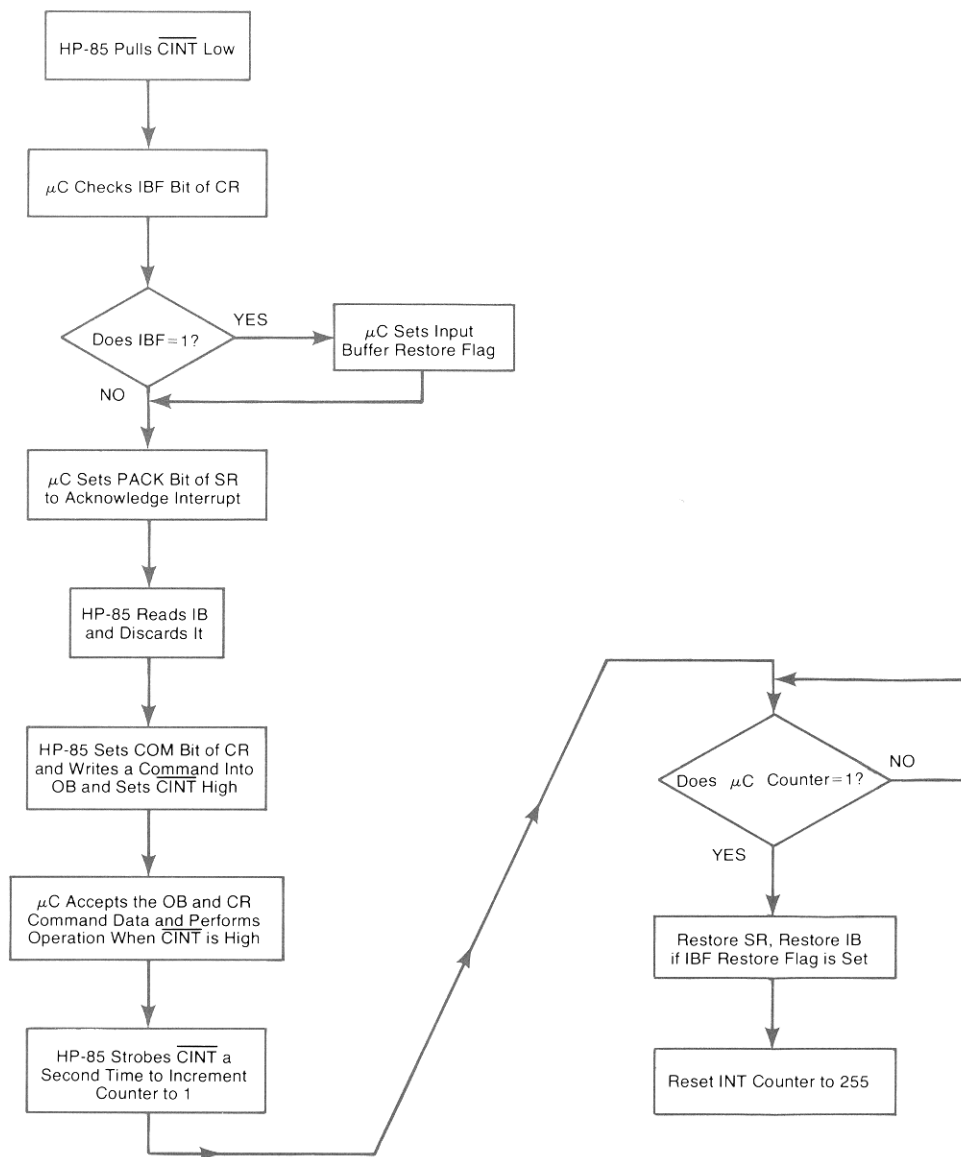 HP-85 Pulls C̅I̅N̅T̅ Low
μC Checks IBF Bit of CR
Does IBF=1?
YES
μC Sets Input
Buffer Restore Flag
NO
μC Sets PACK Bit of SR
to Acknowledge Interrupt
HP-85 Reads IB
and Discards It
HP-85 Sets COM Bit of CR
and Writes a Command Into
OB and Sets C̅I̅N̅T̅ High
μC Accepts the OB and CR
Command Data and Performs
Operation When C̅I̅N̅T̅ is High
HP-85 Strobes C̅I̅N̅T̅ a
Second Time to Increment
Counter to 1
Does μC Counter=1?
NO
YES
Restore SR, Restore IB
if IBF Restore Flag is Set
Reset INT Counter to 255